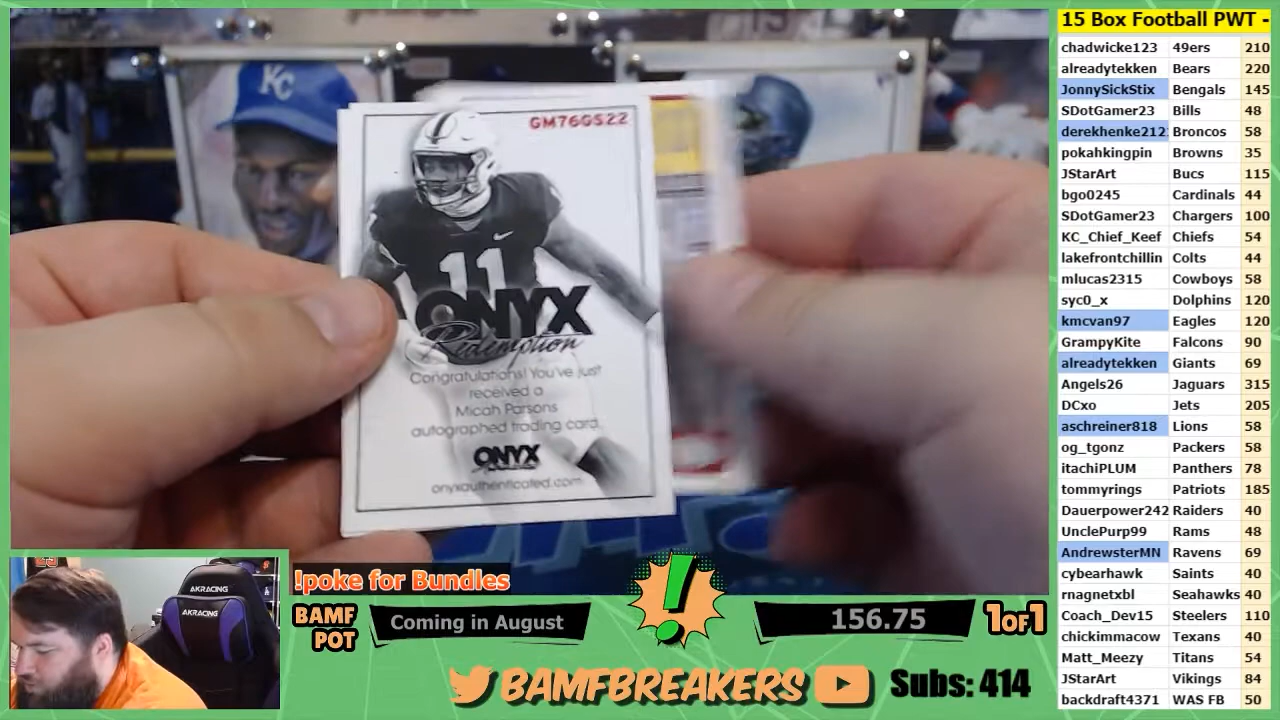 KC
GM76GS22
11
ONYX
Redemption
Congratulations! You've just
received a
Micah Parsons
autographed trading card.
ONYX
onyxauthenticated.com
15 Box Football PWT -
chadwicke123 49ers 210
alreadytekken Bears 220
JonnySickStix Bengals 145
SDotGamer23 Bills 48
derekhenke212 Broncos 58
pokahkingpin Browns 35
JStarArt Bucs 115
bgo0245 Cardinals 44
SDotGamer23 Chargers 100
KC_Chief_Keef Chiefs 54
lakefrontchillin Colts 44
mlucas2315 Cowboys 58
syc0_x Dolphins 120
kmcvan97 Eagles 120
GrampyKite Falcons 90
alreadytekken Giants 69
Angels26 Jaguars 315
DCxo Jets 205
aschreiner818 Lions 58
og_tgonz Packers 58
itachiPLUM Panthers 78
tommyrings Patriots 185
Dauerpower242 Raiders 40
UnclePurp99 Rams 48
AndrewsterMN Ravens 69
cybearhawk Saints 40
rnagnetxbl Seahawks 40
Coach_Dev15 Steelers 110
chickimmacow Texans 40
Matt_Meezy Titans 54
JStarArt Vikings 84
backdraft4371 WAS FB 50
AKRACING
AKRACING
!poke for Bundles
BAMF
POT
Coming in August
!
156.75
1OF1
BAMFBREAKERS
Subs: 414